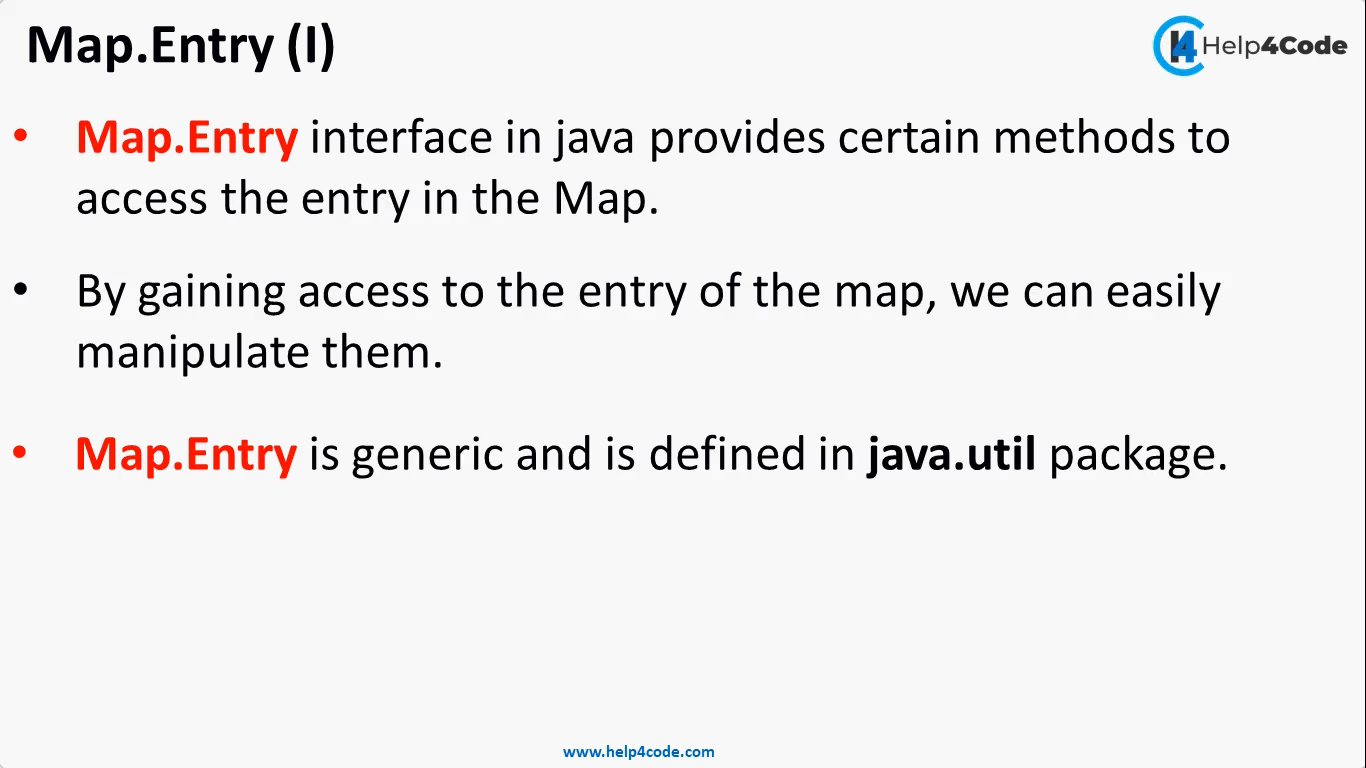 Map.Entry (I)
Help4Code
• Map.Entry interface in java provides certain methods to
access the entry in the Map.
• By gaining access to the entry of the map, we can easily
manipulate them.
• Map.Entry is generic and is defined in java.util package.
www.help4code.com